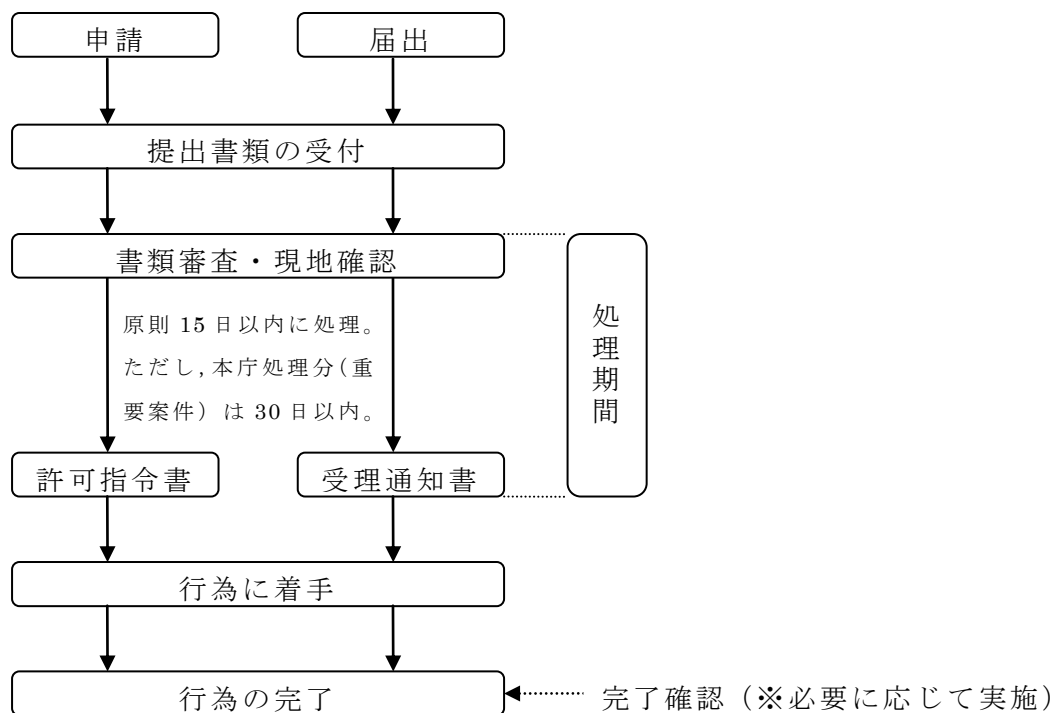 申請
届出
提出書類の受付
書類審査・現地確認
原則 15 日以内に処理。
ただし,本庁処理分(重
要案件) は 30 日以内。
処理期間
許可指令書
受理通知書
行為に着手
行為の完了
完了確認(※必要に応じて実施)